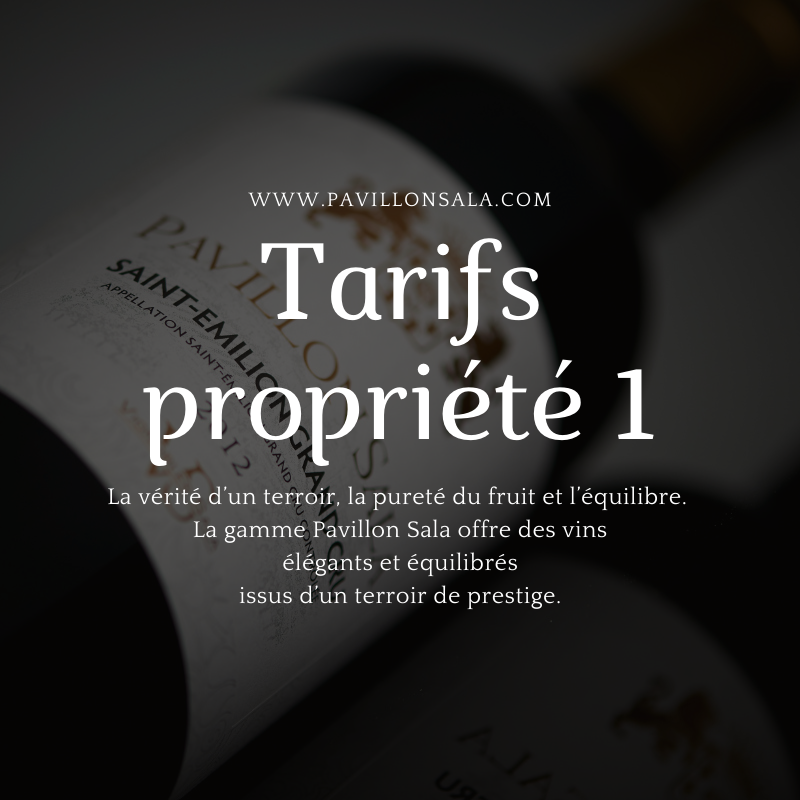 WWW.PAVILLONSALA.COM
Tarifs
propriété 1
La vérité d’un terroir, la pureté du fruit et l’équilibre.
La gamme Pavillon Sala offre des vins
élégants et équilibrés
issus d’un terroir de prestige.
PAVILLON SALA
SAINT-EMILION GRAND CRU
APPELLATION SAINT-EMILION GRAND CRU
2012